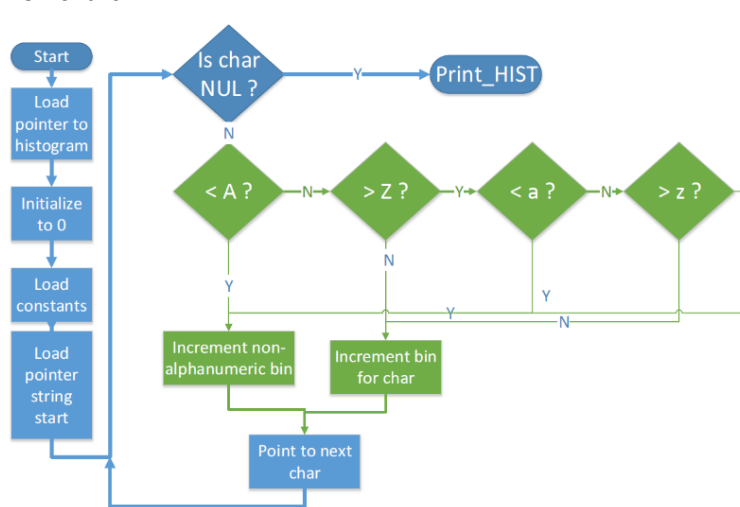 Start
Load
pointer to
histogram
Initialize
to 0
Load
constants
Load
pointer
string
start
Is char
NUL ?
Y
Print_HIST
N
< A ?
N
> Z ?
Y
< a ?
N
> z ?
Y
N
Y
Y
N
Increment non-
alphanumeric bin
Increment bin
for char
Point to next
char